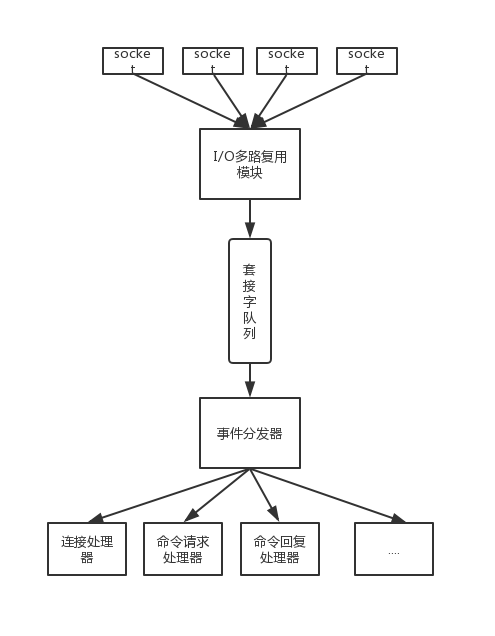 socke
t
socke
t
socke
t
socke
t
I/O多路复用
模块
套
接
字
队
列
事件分发器
连接处理
器
命令请求
处理器
命令回复
处理器
....